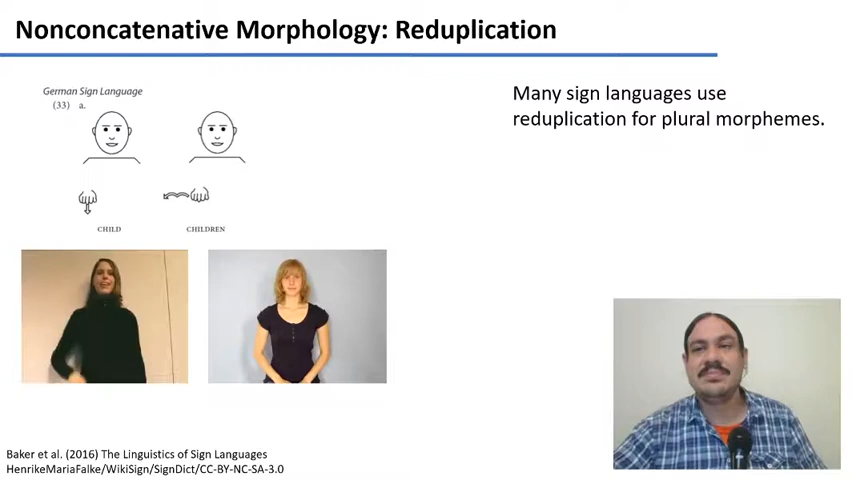 Nonconcatenative Morphology: Reduplication
German Sign Language
(33) a.
CHILD
CHILDREN
Many sign languages use
reduplication for plural morphemes.
Baker et al. (2016) The Linguistics of Sign Languages
HenrikeMariaFalke/WikiSign/SignDict/CC-BY-NC-SA-3.0